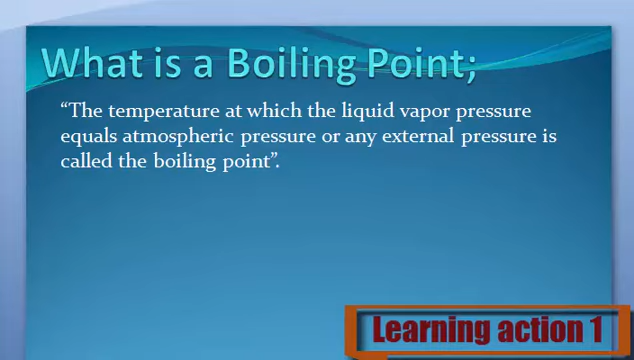 What is a Boiling Point;
“The temperature at which the liquid vapor pressure
equals atmospheric pressure or any external pressure is
called the boiling point”.
Learning action 1